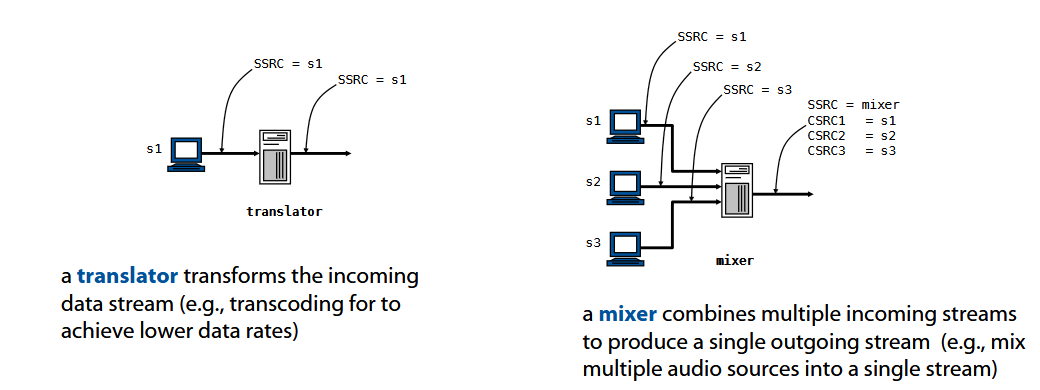 SSRC = s1
SSRC = s1
s1
translator
a translator transforms the incoming
data stream (e.g., transcoding for to
achieve lower data rates)
SSRC = s1
SSRC = s2
SSRC = s3
SSRC = mixer
CSRC1 = s1
CSRC2 = s2
CSRC3 = s3
s1
s2
s3
mixer
a mixer combines multiple incoming streams
to produce a single outgoing stream (e.g., mix
multiple audio sources into a single stream)